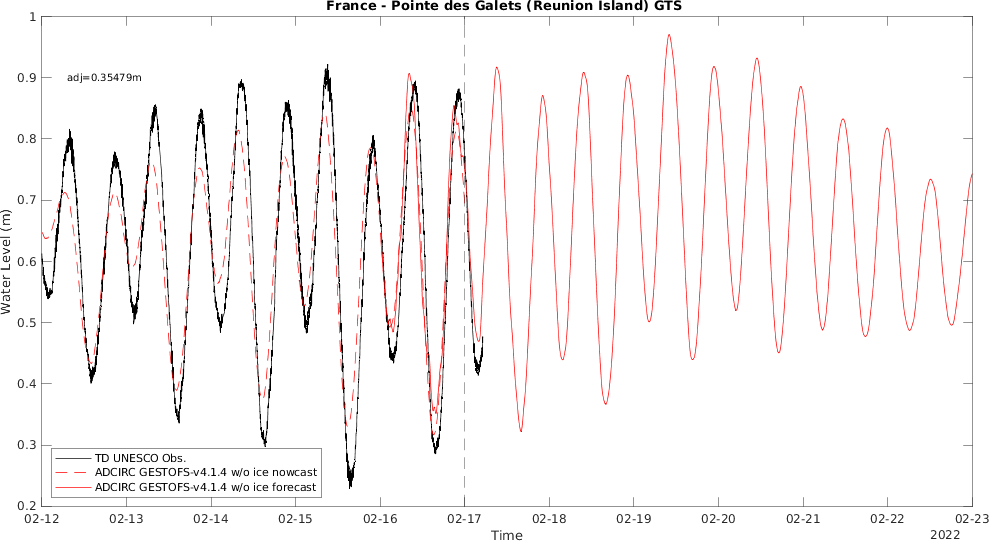 France - Pointe des Galets (Reunion Island) GTS
1
0.9
0.8
0.7
0.6
0.5
0.4
0.3
0.2
Water Level (m)
adj=0.35479m
TD UNESCO Obs.
ADCIRC GESTOFS-v4.1.4 w/o ice nowcast
ADCIRC GESTOFS-v4.1.4 w/o ice forecast
02-12 02-13 02-14 02-15 02-16 02-17 02-18 02-19 02-20 02-21 02-22 02-23
Time
2022